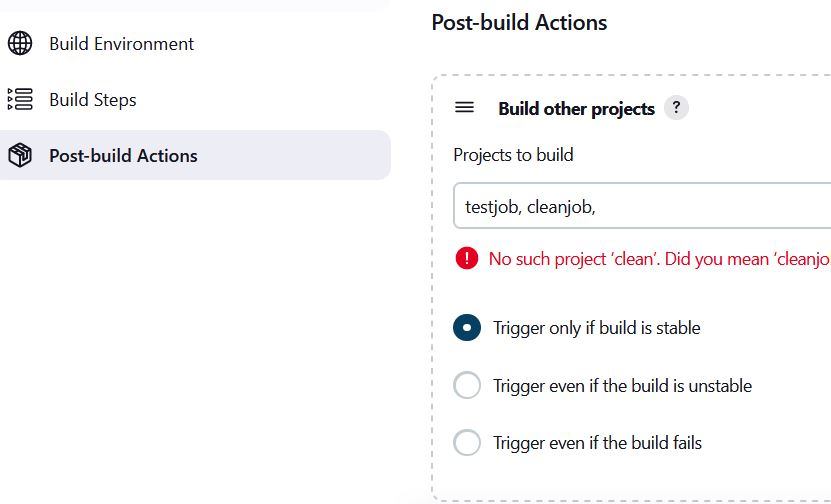 Build Environment
Build Steps
Post-build Actions
Post-build Actions
Build other projects ?
Projects to build
testjob, cleanjob,
No such project ‘clean’. Did you mean ‘cleanjo
Trigger only if build is stable
Trigger even if the build is unstable
Trigger even if the build fails